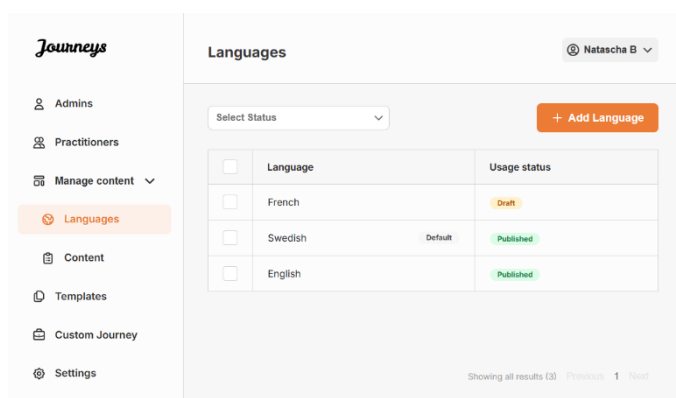 Journeys
Languages
Natascha B
Admins
Practitioners
Manage content
Languages
Content
Templates
Custom Journey
Settings
Select Status
+ Add Language
Language Usage status
French Draft
Swedish Default Published
English Published
Showing all results (3) Previous 1 Next